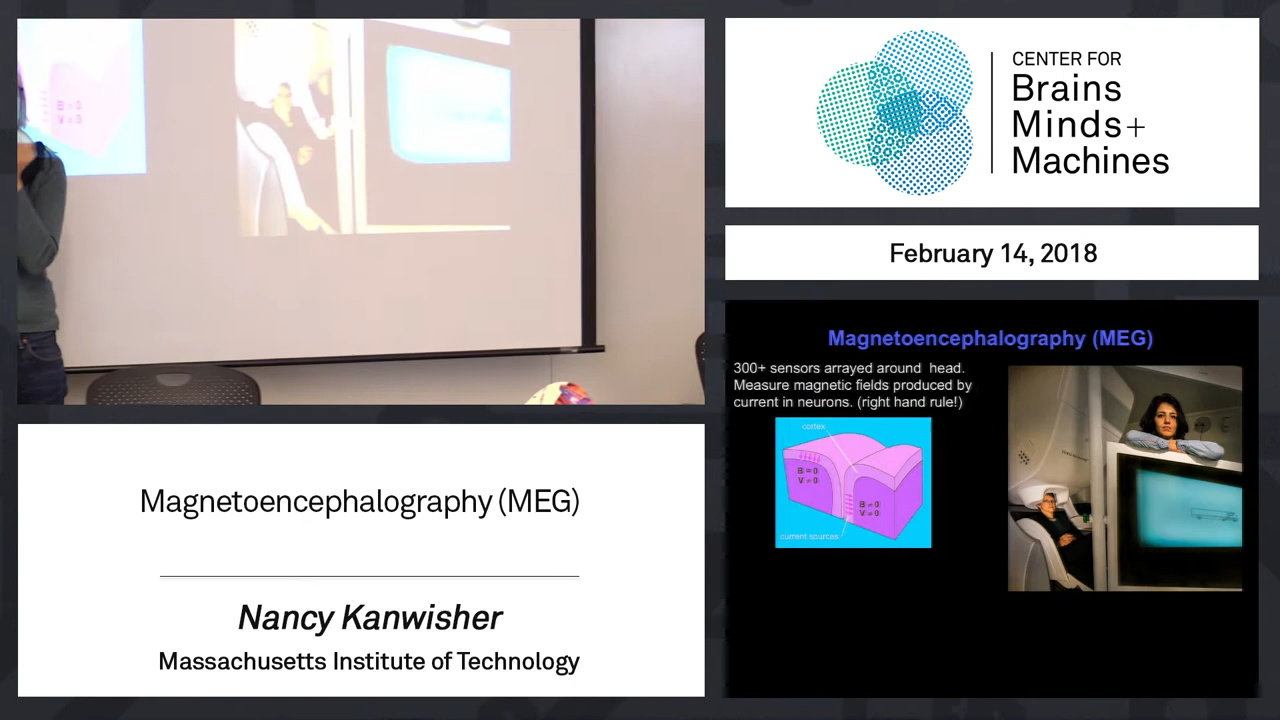 CENTER FOR
Brains
Minds+
Machines
February 14, 2018
Magnetoencephalography (MEG)
300+ sensors arrayed around head.
Measure magnetic fields produced by
current in neurons. (right hand rule!)
cortex
B = 0
V = 0
B ≠ 0
V ≠ 0
current sources
Magnetoencephalography (MEG)
Nancy Kanwisher
Massachusetts Institute of Technology